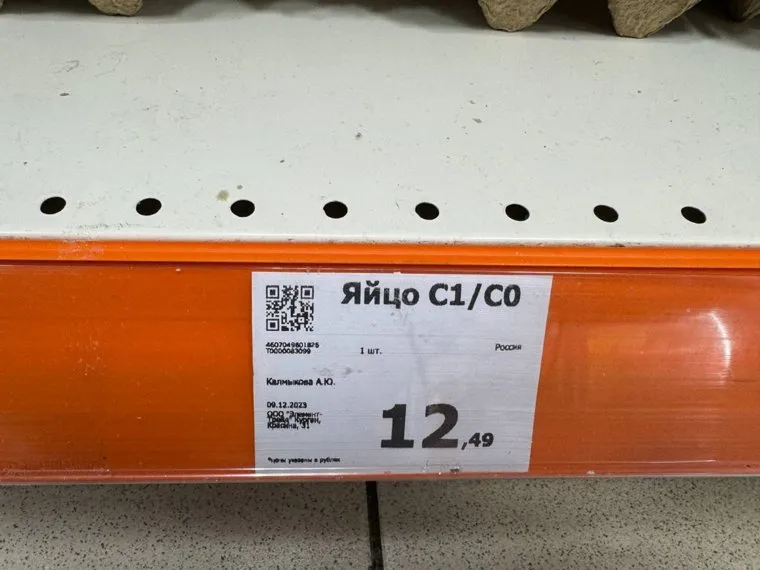 Яйцо С1/С0
4607049801825
Т0000083099
1 шт.
Россия
Калмыкова А.Ю.
09.12.2023
ООО "Элемент-
Трейд" Курган,
Красина, 31
12,49
*цены указаны в рублях